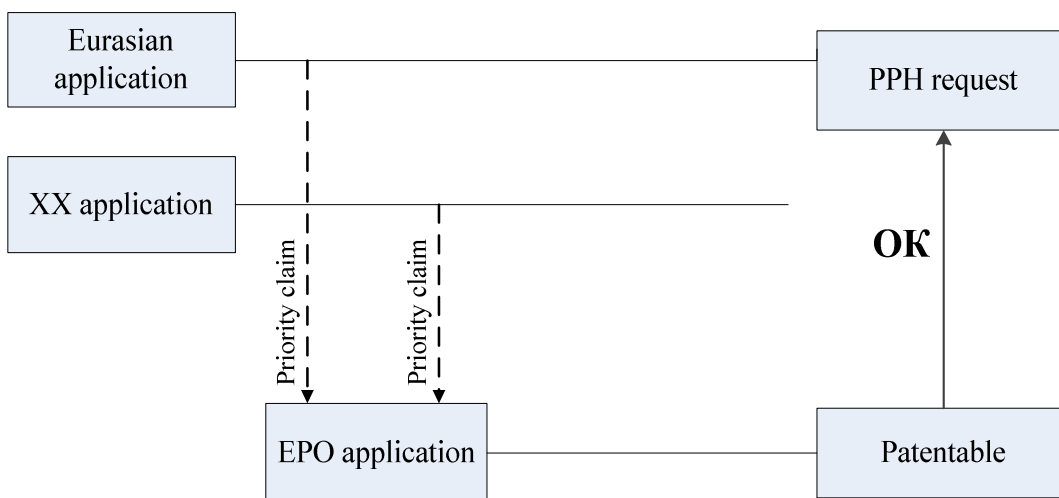 Eurasian
application
PPH request
XX application
OK
Priority claim
Priority claim
EPO application
Patentable